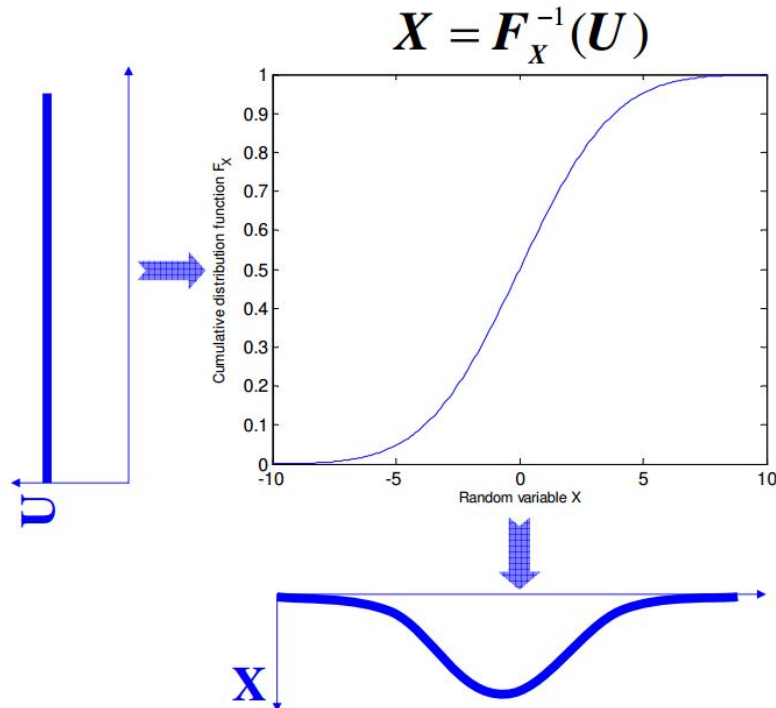 X = F_X^{-1}(U)
1
0.9
0.8
0.7
0.6
0.5
0.4
0.3
0.2
0.1
0
Cumulative distribution function F_X
-10 -5 0 5 10
Random variable X
U
X